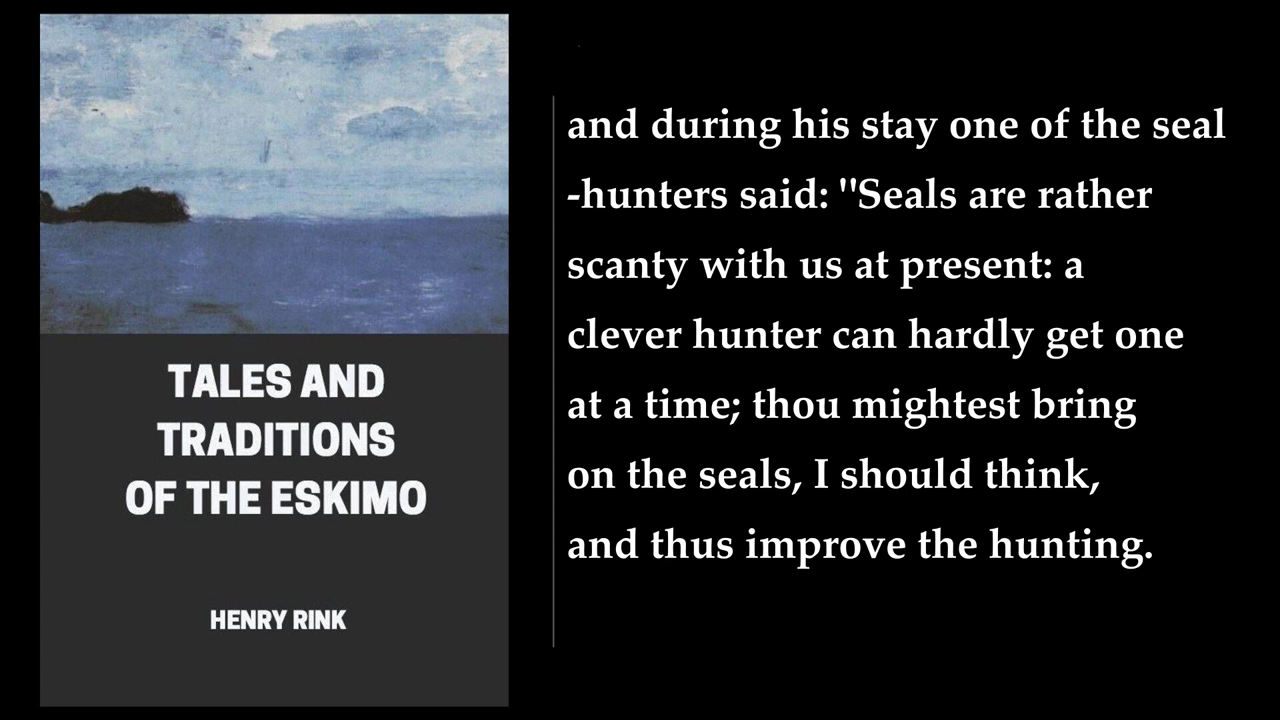 TALES AND
TRADITIONS
OF THE ESKIMO
HENRY RINK
and during his stay one of the seal
-hunters said: "Seals are rather
scanty with us at present: a
clever hunter can hardly get one
at a time; thou mightest bring
on the seals, I should think,
and thus improve the hunting.